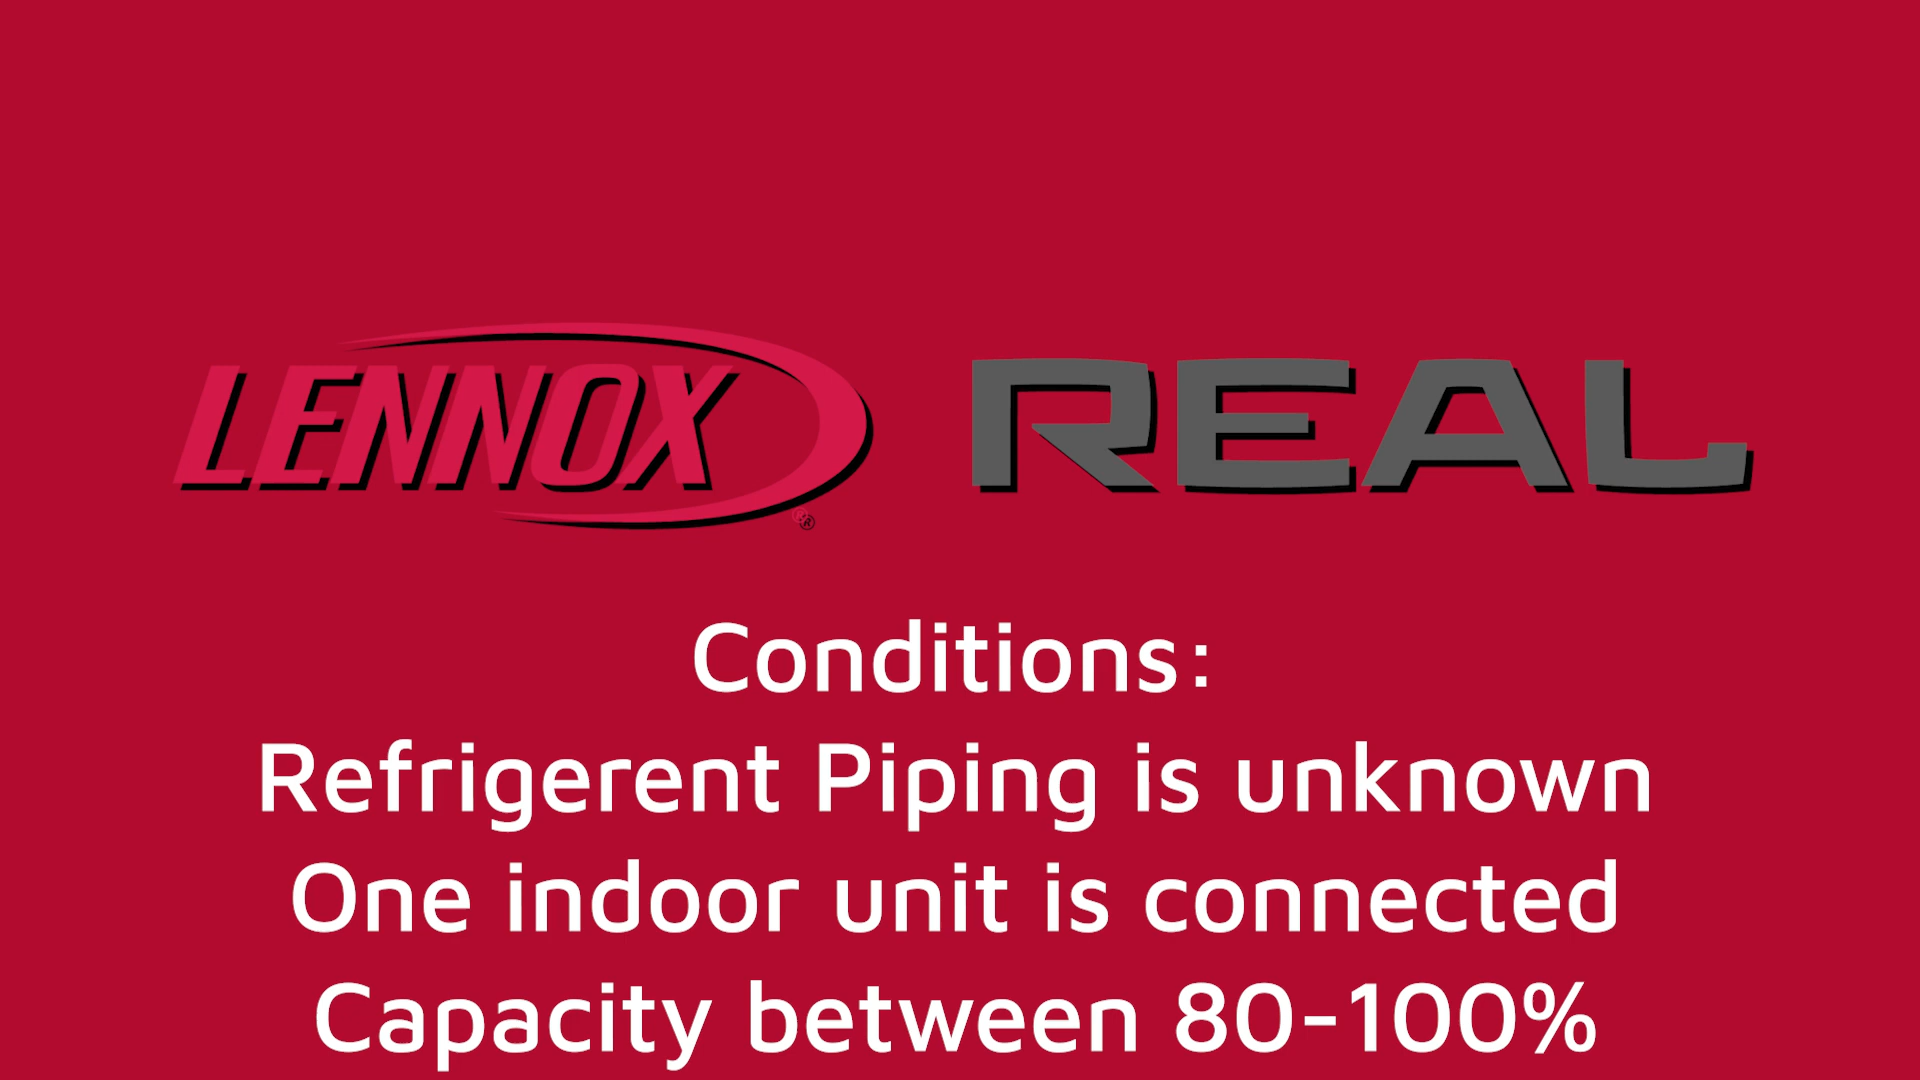 LENNOX® REAL
Conditions:
Refrigerent Piping is unknown
One indoor unit is connected
Capacity between 80-100%